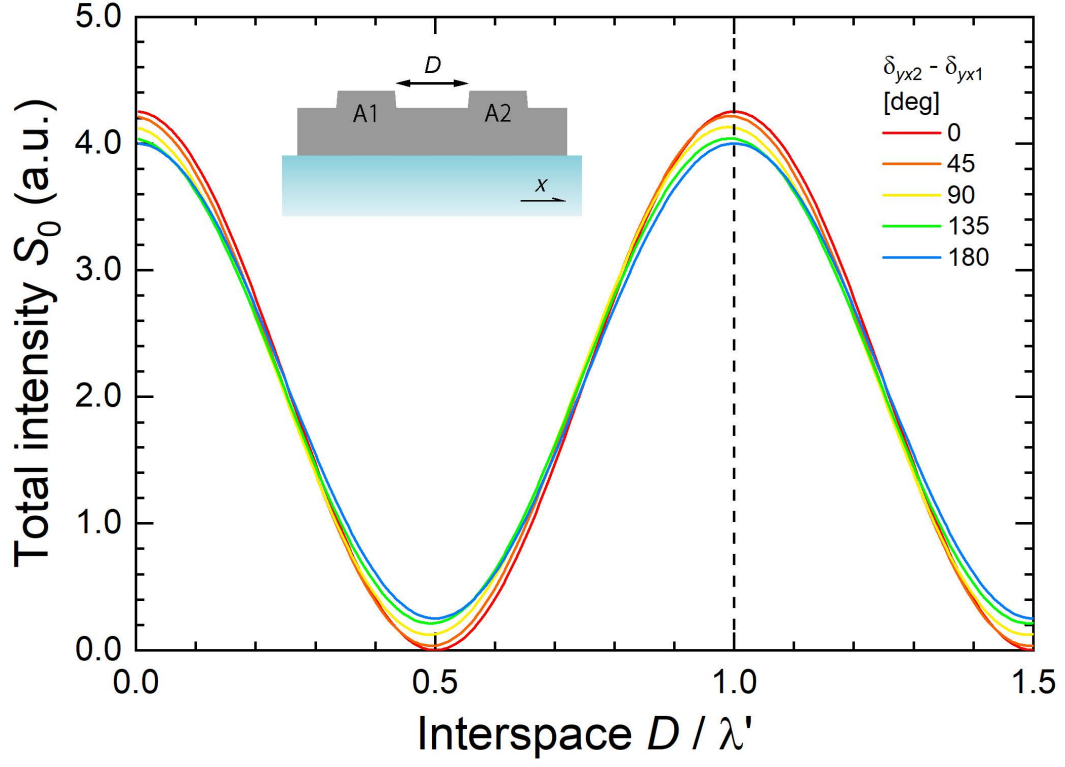 Total intensity S₀ (a.u.)
5.0
4.0
3.0
2.0
1.0
0.0
D
A1
A2
x
δyx2 - δyx1
[deg]
0
45
90
135
180
0.0
0.5
1.0
1.5
Interspace D / λ'